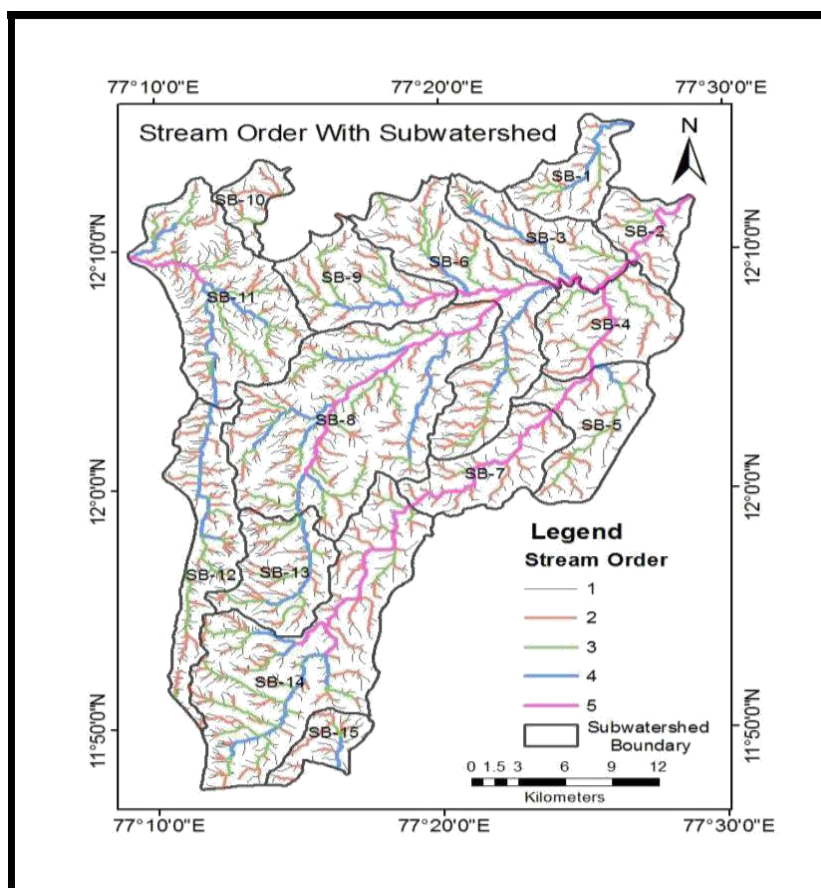 77°10'0"E 77°20'0"E 77°30'0"E
Stream Order With Subwatershed
N
SB-1
SB-10
SB-2
SB-3
12°10'0"N 12°10'0"N
SB-6
SB-9
SB-11
SB-4
SB-8
SB-5
SB-7
12°0'0"N 12°0'0"N
Legend
Stream Order
SB-12 SB-13
1
2
3
4
5
SB-14
SB-15
11°50'0"N 11°50'0"N
Subwatershed
Boundary
0 1.5 3 6 9 12
Kilometers
77°10'0"E 77°20'0"E 77°30'0"E